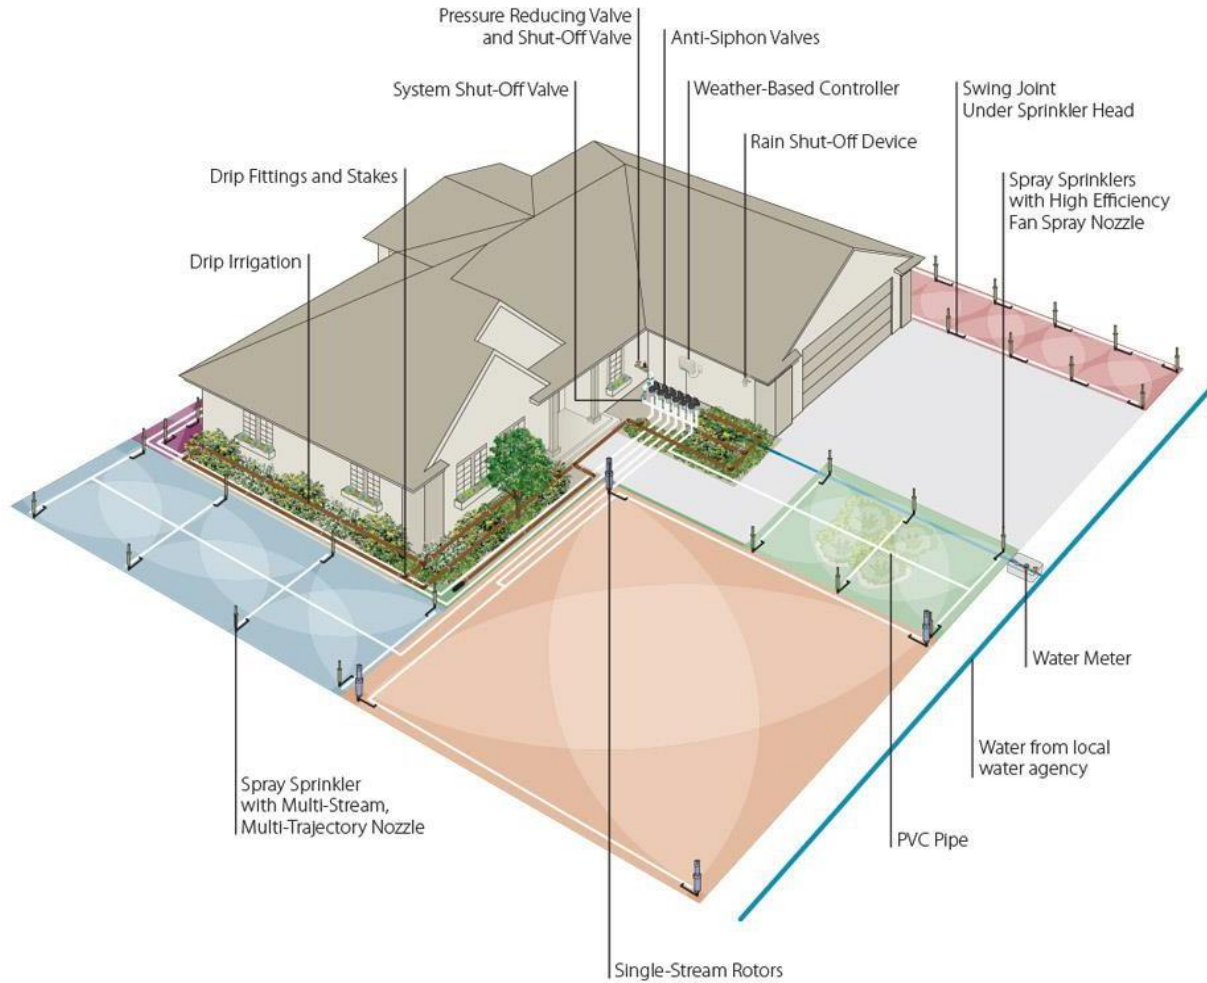 Pressure Reducing Valve
and Shut-Off Valve
Anti-Siphon Valves
System Shut-Off Valve
Weather-Based Controller
Swing Joint
Under Sprinkler Head
Rain Shut-Off Device
Drip Fittings and Stakes
Spray Sprinklers
with High Efficiency
Fan Spray Nozzle
Drip Irrigation
Water Meter
Water from local
water agency
Spray Sprinkler
with Multi-Stream,
Multi-Trajectory Nozzle
PVC Pipe
Single-Stream Rotors